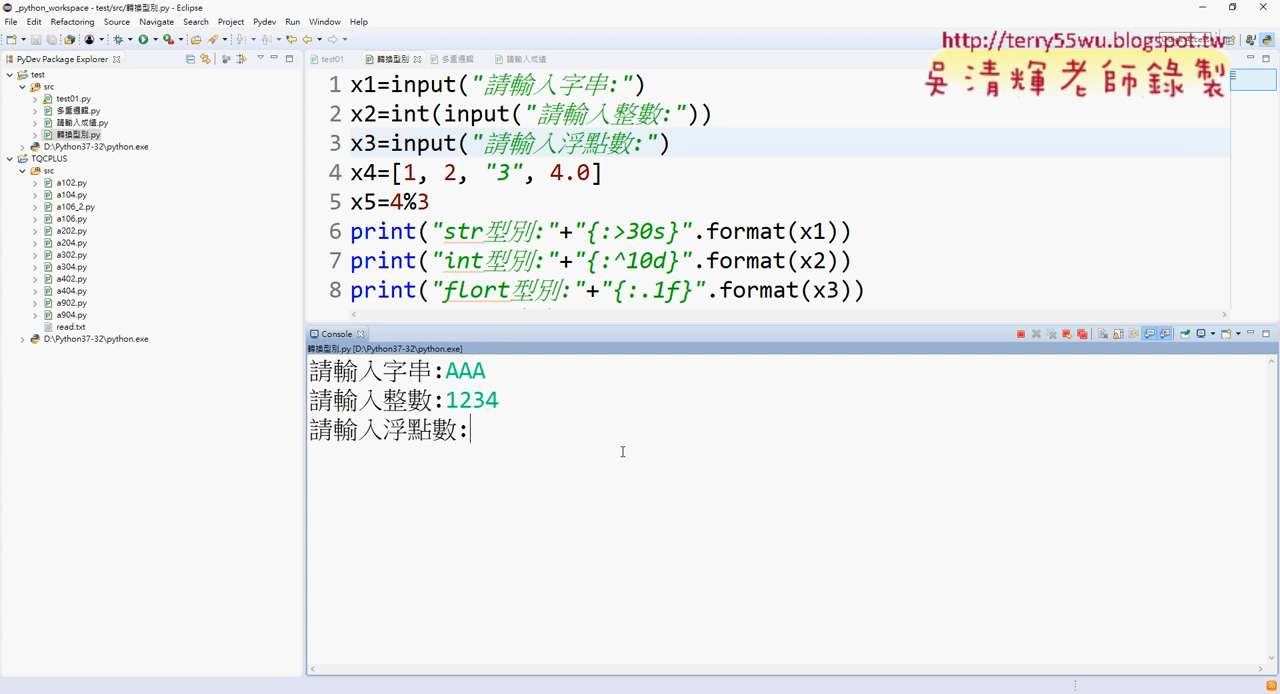 _python_workspace - test/src/轉換型別.py - Eclipse
File Edit Refactoring Source Navigate Search Project Pydev Run Window Help
http://terry55wu.blogspot.tw
吳清輝老師錄製
PyDev Package Explorer
test
src
test01.py
多重邏輯.py
請輸入成績.py
轉換型別.py
D:\Python37-32\python.exe
TQCPLUS
src
a102.py
a104.py
a106_2.py
a106.py
a202.py
a204.py
a302.py
a304.py
a402.py
a404.py
a902.py
a904.py
read.txt
D:\Python37-32\python.exe
test01 轉換型別 多重邏輯 請輸入成績
1 x1=input("請輸入字串:")
2 x2=int(input("請輸入整數:"))
3 x3=input("請輸入浮點數:")
4 x4=[1, 2, "3", 4.0]
5 x5=4%3
6 print("str型別:"+"{:>30s}".format(x1))
7 print("int型別:"+"{:^10d}".format(x2))
8 print("flort型別:"+"{:.1f}".format(x3))
Console
轉換型別.py [D:\Python37-32\python.exe]
請輸入字串:AAA
請輸入整數:1234
請輸入浮點數: